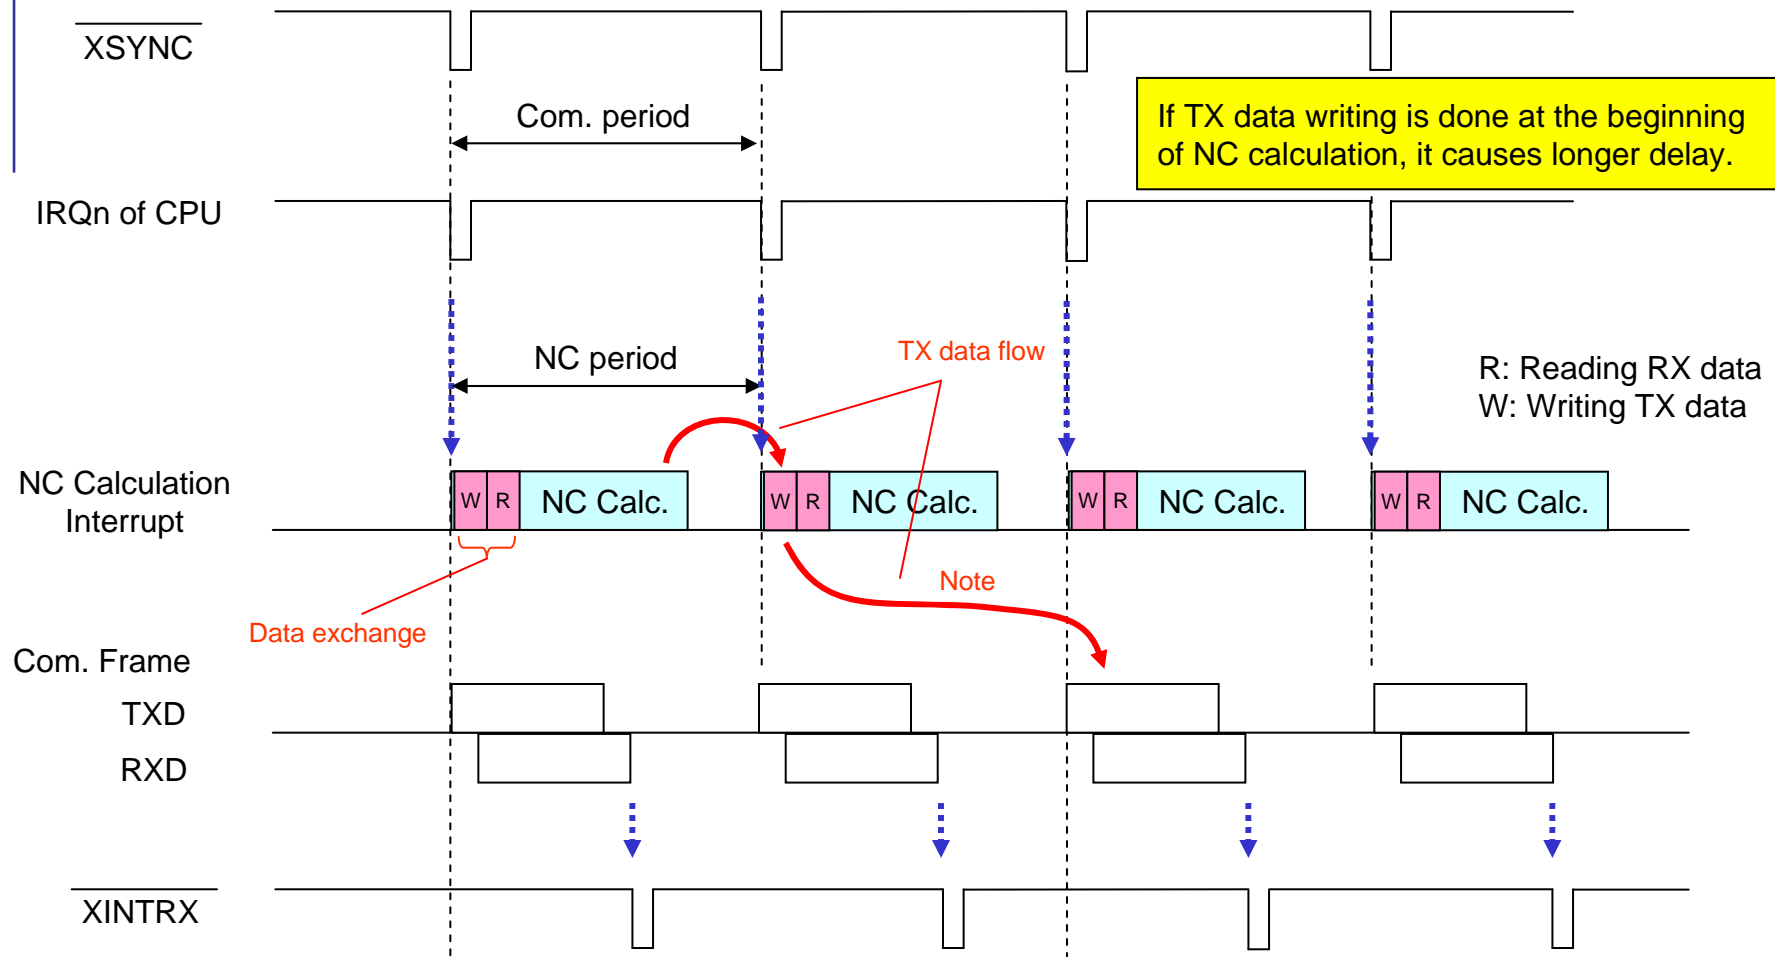 XSYNC
Com. period
If TX data writing is done at the beginning
of NC calculation, it causes longer delay.
IRQn of CPU
NC period
TX data flow
R: Reading RX data
W: Writing TX data
NC Calculation
Interrupt
W R NC Calc.
W R NC Calc.
W R NC Calc.
W R NC Calc.
Note
Data exchange
Com. Frame
TXD
RXD
XINTRX